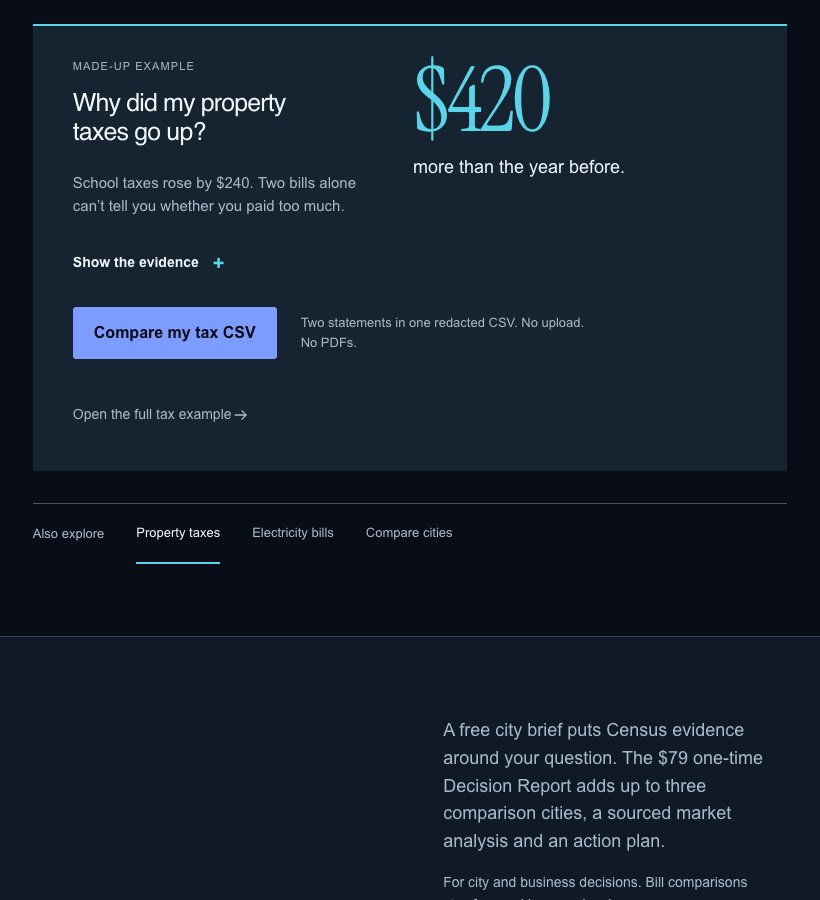 MADE-UP EXAMPLE
Why did my property
taxes go up?
School taxes rose by $240. Two bills alone
can't tell you whether you paid too much.
$420
more than the year before.
Show the evidence +
Compare my tax CSV
Two statements in one redacted CSV. No upload.
No PDFs.
Open the full tax example→
Also explore Property taxes Electricity bills Compare cities
A free city brief puts Census evidence
around your question. The $79 one-time
Decision Report adds up to three
comparison cities, a sourced market
analysis and an action plan.
For city and business decisions. Bill comparisons